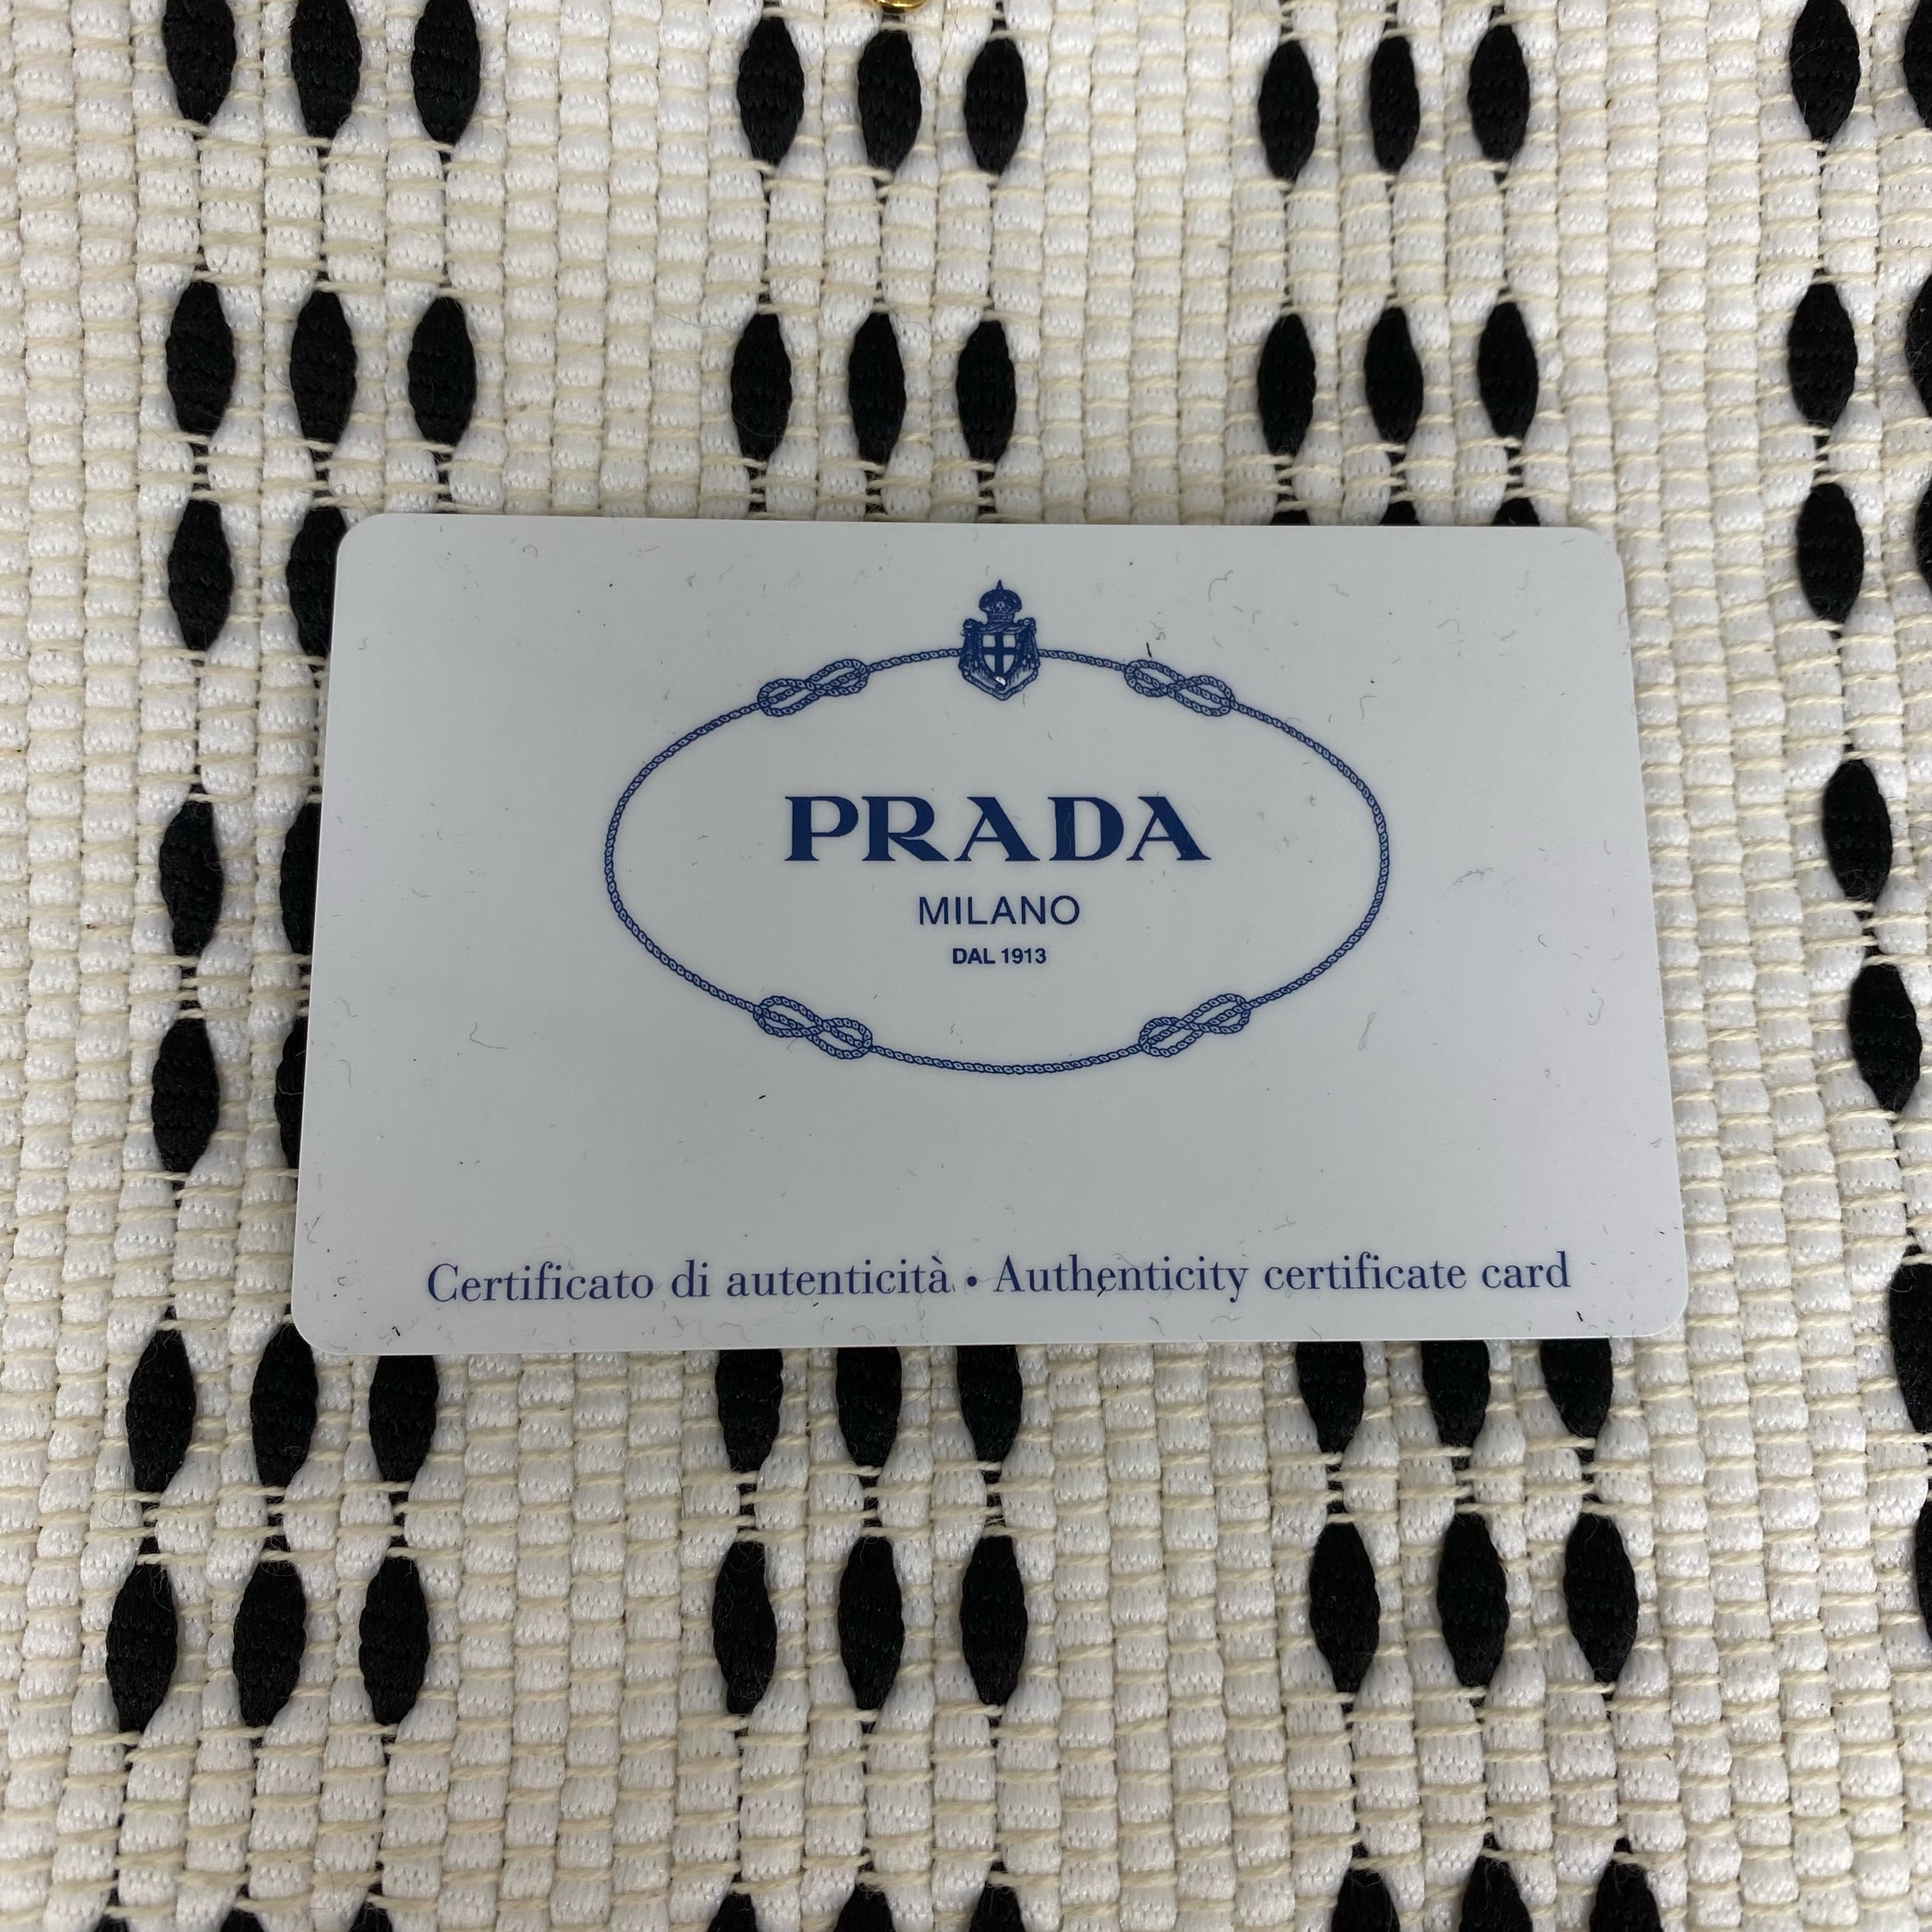 PRADA
MILANO
DAL 1913
Certificato di autenticità • Authenticity certificate card